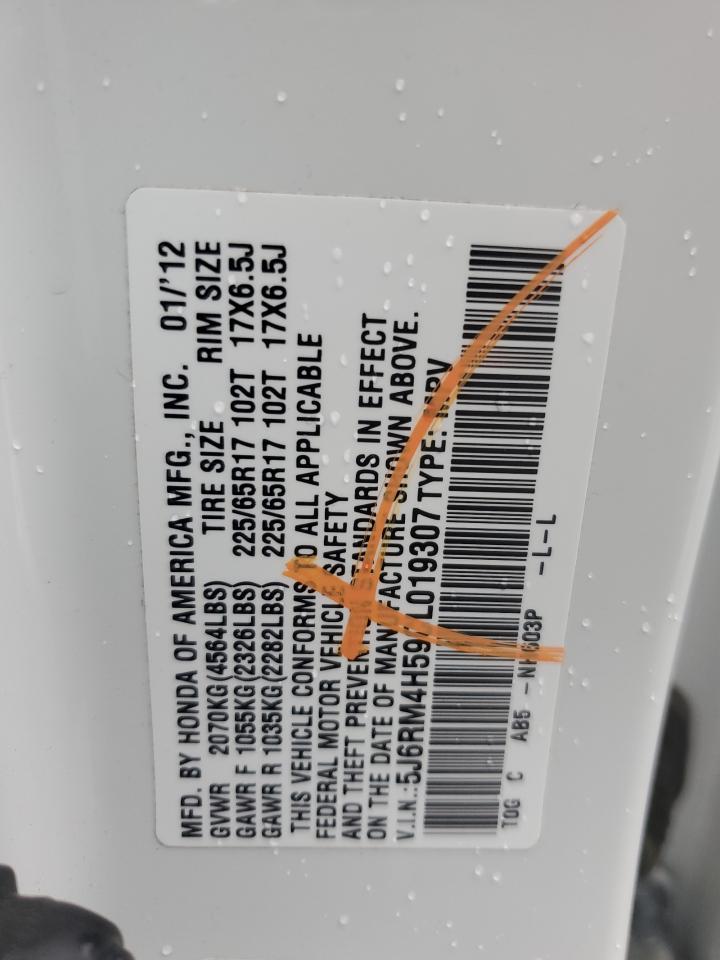 MFD. BY HONDA OF AMERICA MFG., INC. 01/'12
GVWR 2070KG(4564LBS) TIRE SIZE RIM SIZE
GAWR F 1055KG(2326LBS) 225/65R17 102T 17X6.5J
GAWR R 1035KG(2282LBS) 225/65R17 102T 17X6.5J
THIS VEHICLE CONFORMS TO ALL APPLICABLE
FEDERAL MOTOR VEHICLE SAFETY
AND THEFT PREVENTION STANDARDS IN EFFECT
ON THE DATE OF MANUFACTURE SHOWN ABOVE.
V.I.N.:5J6RM4H59CL019307 TYPE: MPV
TOG C AB5 -NH603P -L-L